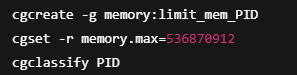 cgcreate -g memory:limit_mem_PID
cgset -r memory.max=536870912
cgclassify PID